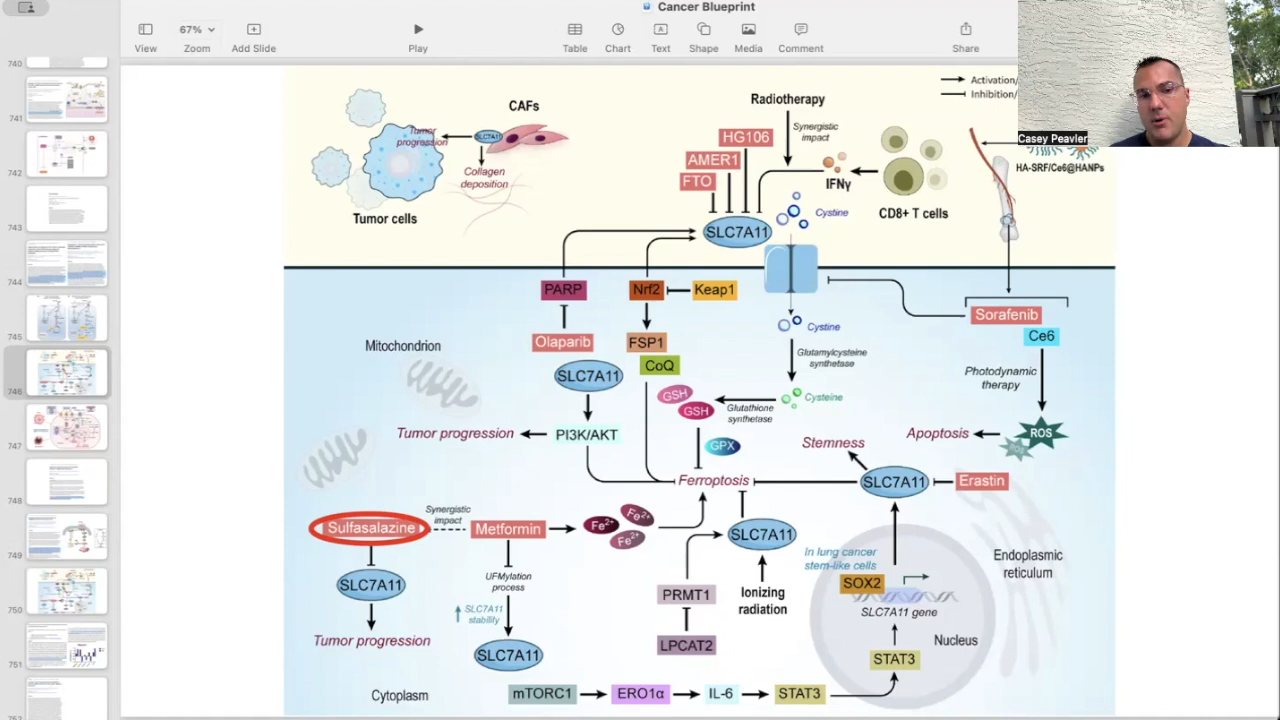 Cancer Blueprint
67%
View
Zoom
Add Slide
Play
Table
Chart
Text
Shape
Media
Comment
Share
740
741
742
743
744
745
746
747
748
749
750
751
Casey Peavler
Activation/
Inhibition/
CAFs
Radiotherapy
Synergistic
impact
HG106
AMER1
FTO
Tumor
progression
SLC7A11
Collagen
deposition
Tumor cells
IFNγ
CD8+ T cells
HA-SRF/Ce6@HANPs
Cystine
SLC7A11
PARP
Nrf2
Keap1
Sorafenib
Ce6
Cystine
Olaparib
FSP1
CoQ
Mitochondrion
SLC7A11
Glutamylcysteine
synthetase
Photodynamic
therapy
GSH
GSH
Glutathione
synthetase
Cysteine
Tumor progression
PI3K/AKT
GPX
Stemness
Apoptosis
ROS
ROS
Ferroptosis
SLC7A11
Erastin
Sulfasalazine
Synergistic
impact
Metformin
Fe2+
Fe2+
Fe2+
SLC7A11
In lung cancer
stem-like cells
Endoplasmic
reticulum
SLC7A11
UFMylation
process
SLC7A11
stability
PRMT1
Ionizing
radiation
SOX2
SLC7A11 gene
Tumor progression
SLC7A11
LPCAT2
Nucleus
STAT3
Cytoplasm
mTORC1
ERO1α
IL-6
STAT3